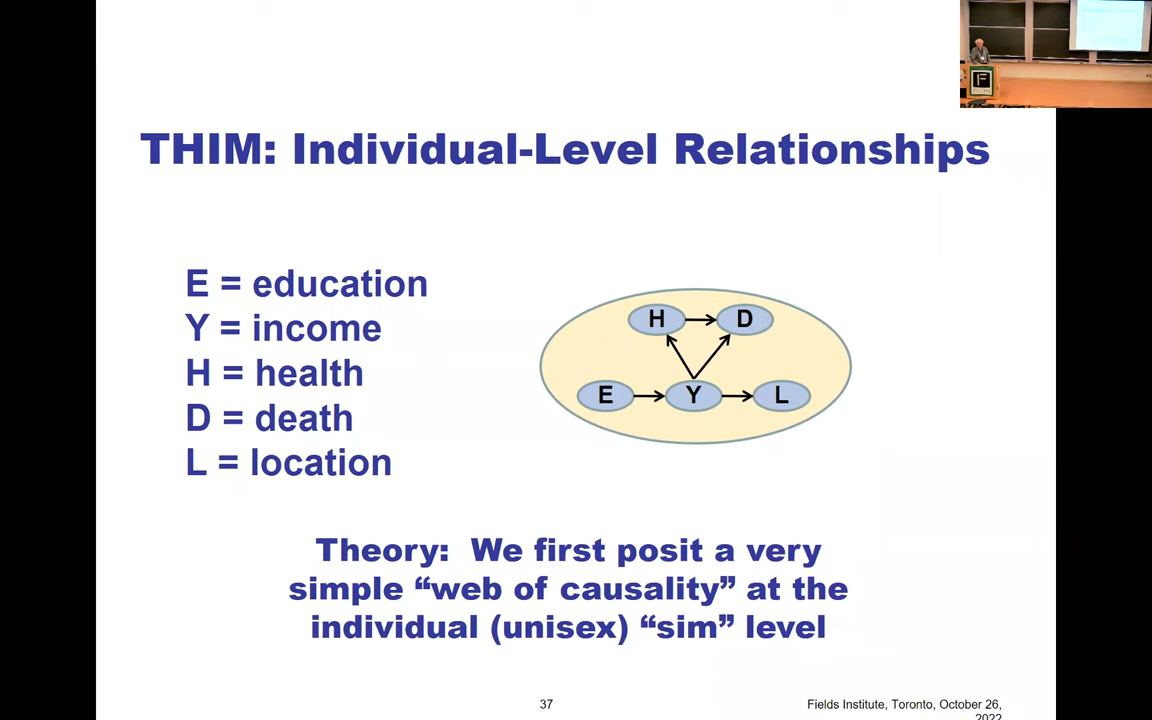 THIM: Individual-Level Relationships
E = education
Y = income
H = health
D = death
L = location
H D
E Y L
Theory: We first posit a very
simple “web of causality” at the
individual (unisex) “sim” level
37
Fields Institute, Toronto, October 26,
2022
F